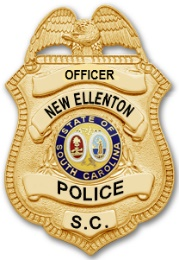 OFFICER
NEW ELLENTON
STATE OF
SOUTH CAROLINA
POLICE
S.C.